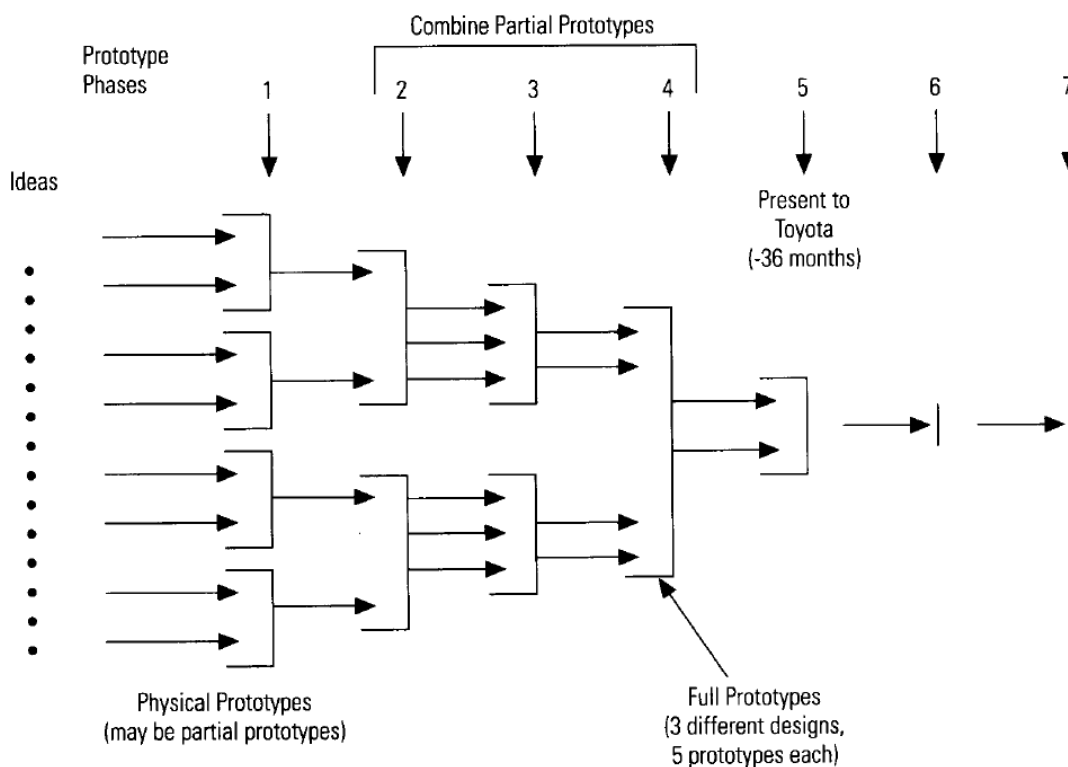 Combine Partial Prototypes
Prototype
Phases
1
2
3
4
5
6
7
Ideas
Present to
Toyota
(-36 months)
Physical Prototypes
(may be partial prototypes)
Full Prototypes
(3 different designs,
5 prototypes each)